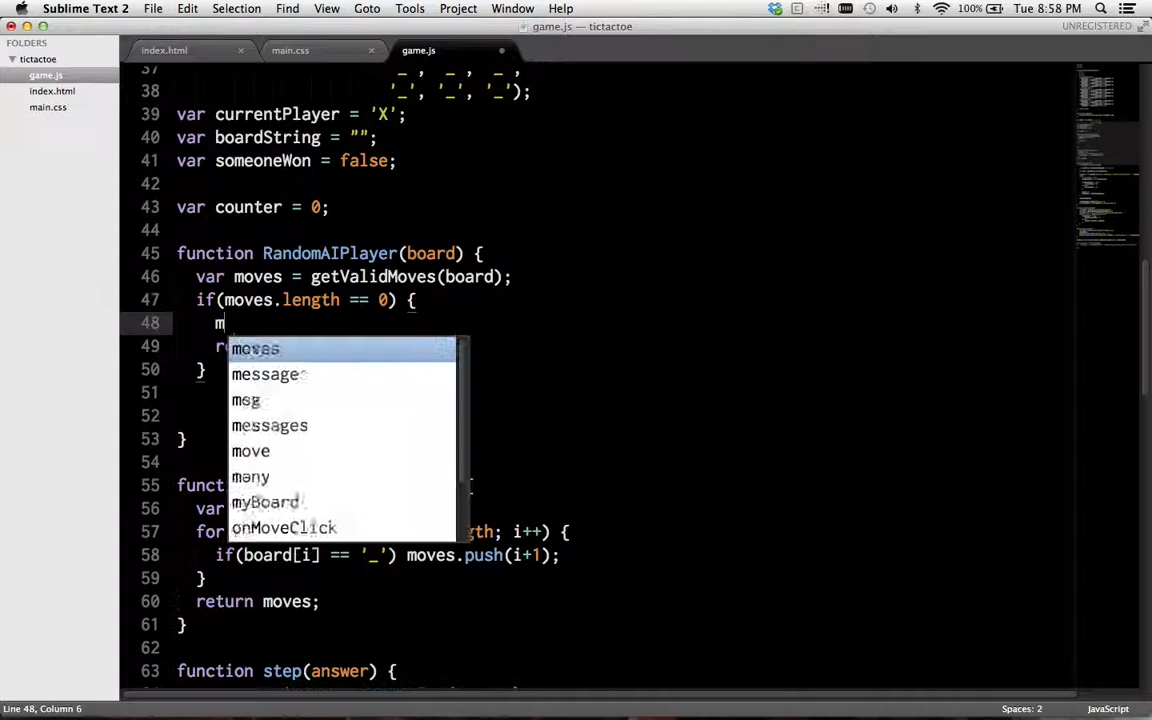 Sublime Text 2 File Edit Selection Find View Goto Tools Project Window Help 100% Tue 8:58 PM
game.js — tictactoe UNREGISTERED
FOLDERS
tictactoe
game.js
index.html
main.css
index.html main.css game.js
37 _', '_', '_',
38 '_', '_', '_');
39 var currentPlayer = 'X';
40 var boardString = "";
41 var someoneWon = false;
42
43 var counter = 0;
44
45 function RandomAIPlayer(board) {
46 var moves = getValidMoves(board);
47 if(moves.length == 0) {
48 m
49 r
50 }
51
52
53 }
54
55 funct
56 var
57 for gth; i++) {
58 if(board[i] == '_') moves.push(i+1);
59 }
60 return moves;
61 }
62
63 function step(answer) {
moves
message
msg
messages
move
many
myBoard
onMoveClick
Line 48, Column 6 Spaces: 2 JavaScript